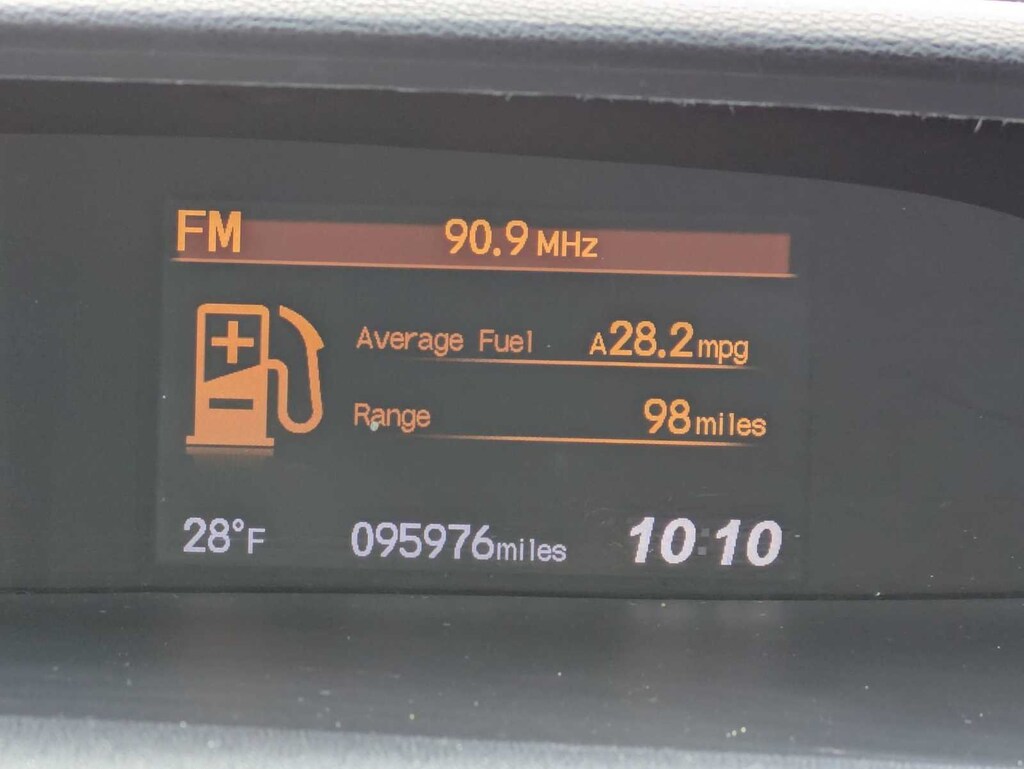 FM 90.9 MHz
Average Fuel A28.2mpg
Range 98miles
28°F 095976miles 10:10